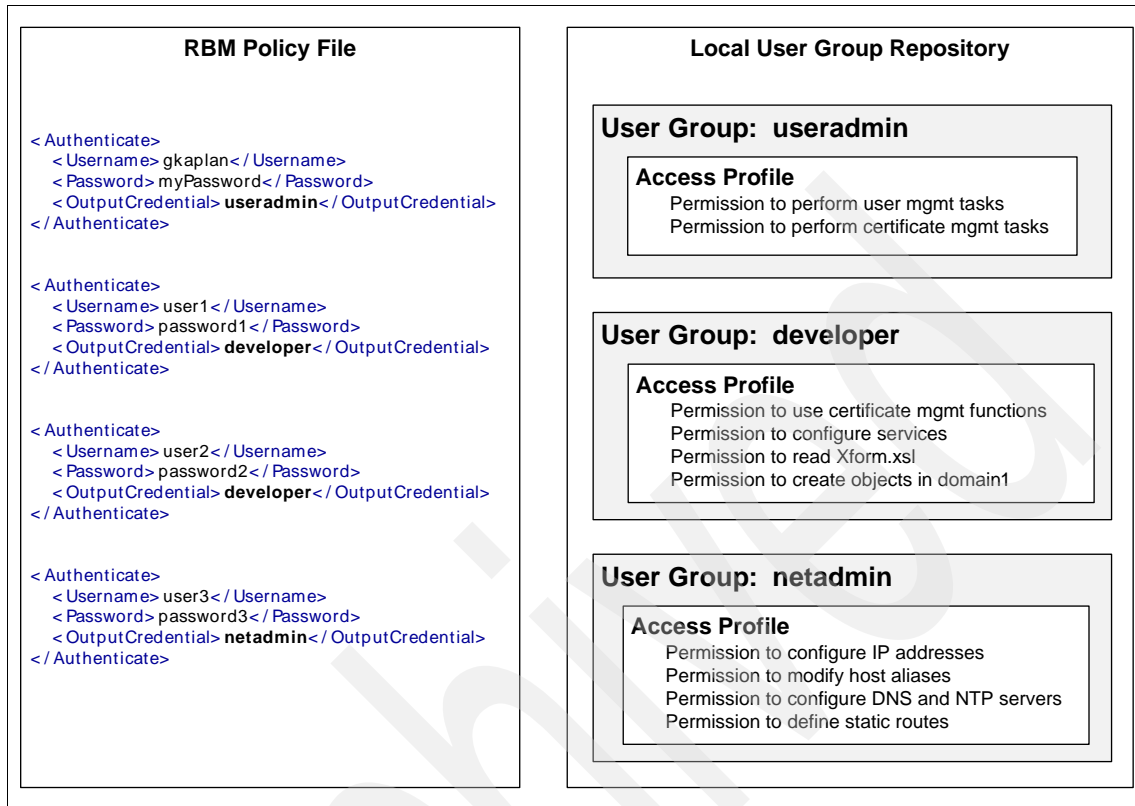 RBM Policy File
<Authenticate>
<Username>gkaplan</Username>
<Password>myPassword</Password>
<OutputCredential>useradmin</OutputCredential>
</Authenticate>
<Authenticate>
<Username>user1</Username>
<Password>password1</Password>
<OutputCredential>developer</OutputCredential>
</Authenticate>
<Authenticate>
<Username>user2</Username>
<Password>password2</Password>
<OutputCredential>developer</OutputCredential>
</Authenticate>
<Authenticate>
<Username>user3</Username>
<Password>password3</Password>
<OutputCredential>netadmin</OutputCredential>
</Authenticate>
Local User Group Repository
User Group: useradmin
Access Profile
Permission to perform user mgmt tasks
Permission to perform certificate mgmt tasks
User Group: developer
Access Profile
Permission to use certificate mgmt functions
Permission to configure services
Permission to read Xform.xsl
Permission to create objects in domain1
User Group: netadmin
Access Profile
Permission to configure IP addresses
Permission to modify host aliases
Permission to configure DNS and NTP servers
Permission to define static routes